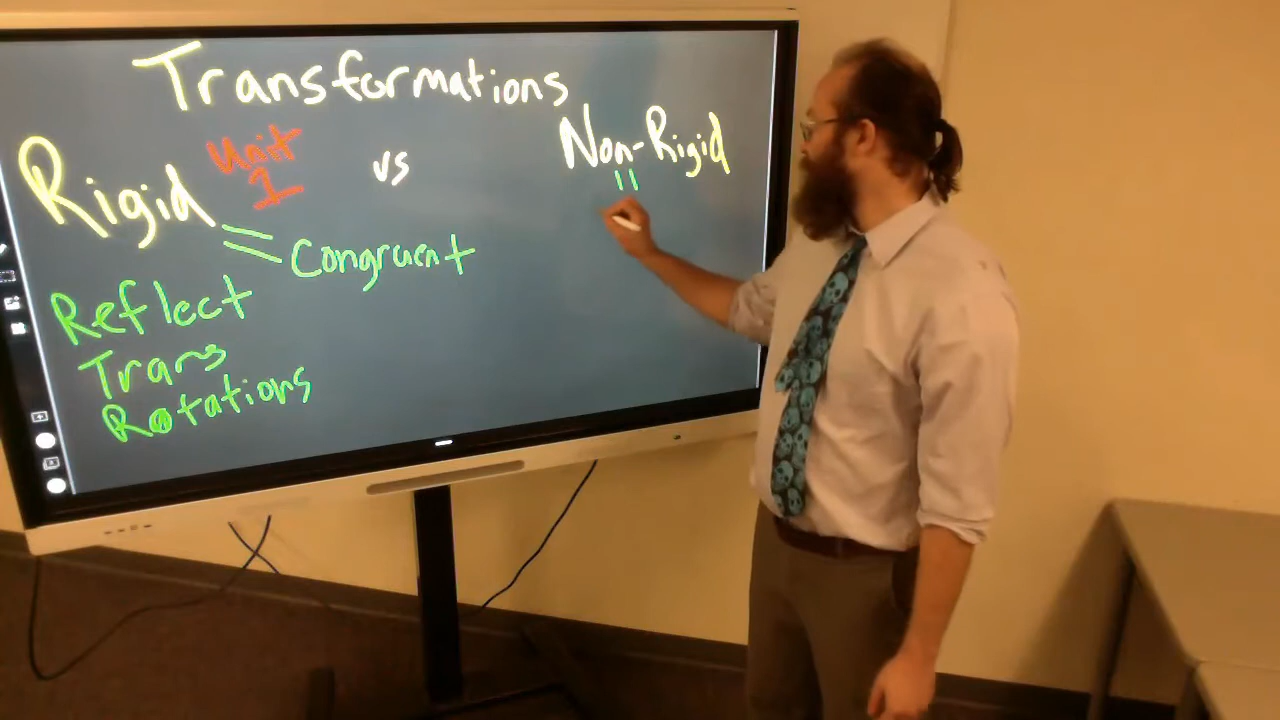 Transformations
Rigid Unit 1 vs Non-Rigid
= Congruent
Reflect
Trans
Rotations